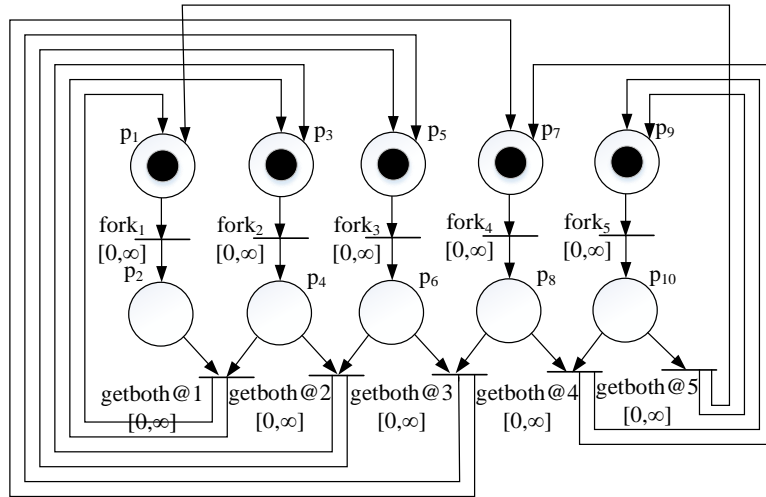 p₁ p₃ p₅ p₇ p₉
fork₁ fork₂ fork₃ fork₄ fork₅
[0,∞] [0,∞] [0,∞] [0,∞] [0,∞]
p₂ p₄ p₆ p₈ p₁₀
getboth@1 getboth@2 getboth@3 getboth@4 getboth@5
[0,∞] [0,∞] [0,∞] [0,∞] [0,∞]